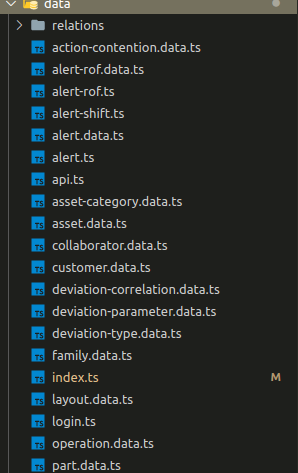 data
relations
TS action-contention.data.ts
TS alert-rof.data.ts
TS alert-rof.ts
TS alert-shift.ts
TS alert.data.ts
TS alert.ts
TS api.ts
TS asset-category.data.ts
TS asset.data.ts
TS collaborator.data.ts
TS customer.data.ts
TS deviation-correlation.data.ts
TS deviation-parameter.data.ts
TS deviation-type.data.ts
TS family.data.ts
TS index.ts M
TS layout.data.ts
TS login.ts
TS operation.data.ts
TS part.data.ts